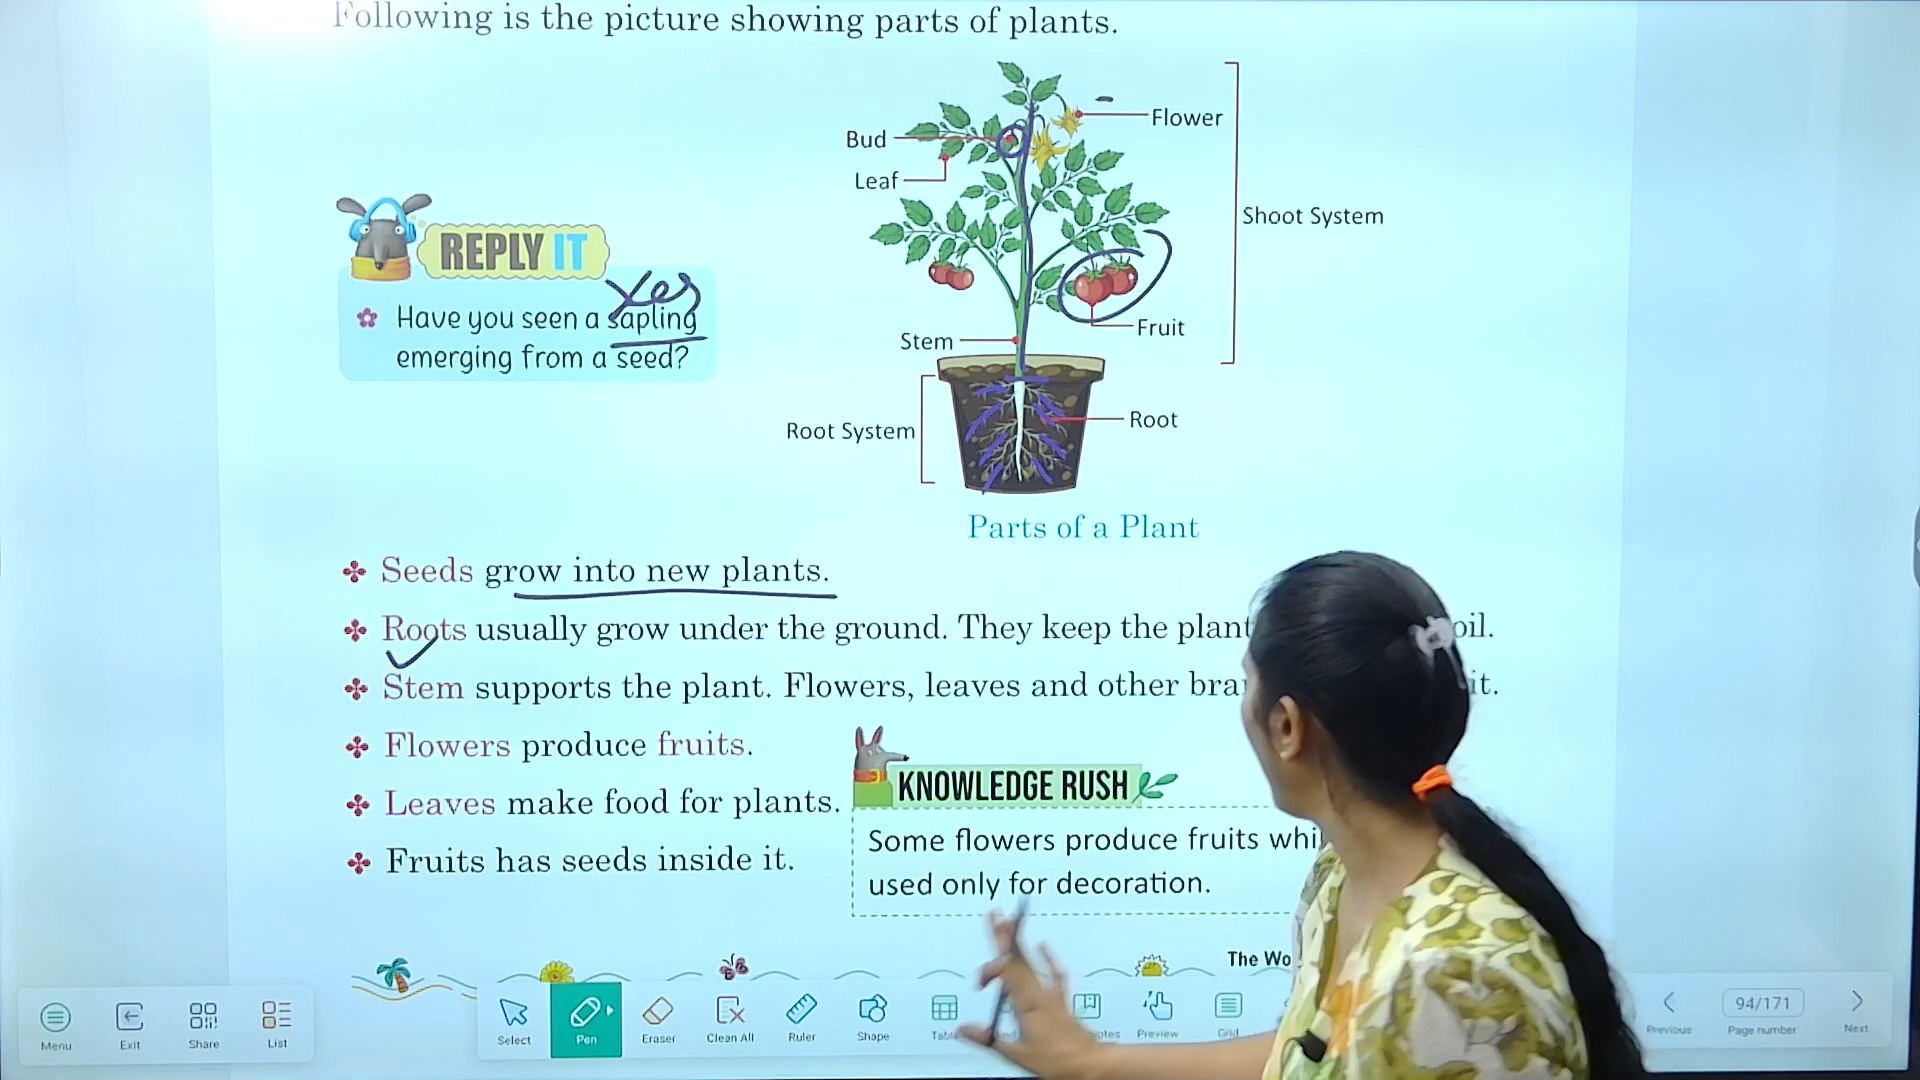 Following is the picture showing parts of plants.
Flower
Bud
Leaf
Shoot System
REPLY IT
Yes
Have you seen a sapling
emerging from a seed?
Fruit
Stem
Root
Root System
Parts of a Plant
Seeds grow into new plants.
Roots usually grow under the ground. They keep the plant
Stem supports the plant. Flowers, leaves and other it.
Flowers produce fruits.
KNOWLEDGE RUSH
Leaves make food for plants.
Some flowers produce fruits
Fruits has seeds inside it.
used only for decoration.
The
Menu
Exit
Share
List
Select
Pen
Eraser
Clean All
Ruler
Shape
Preview
Grid
Previous
94/171
Page number
Next